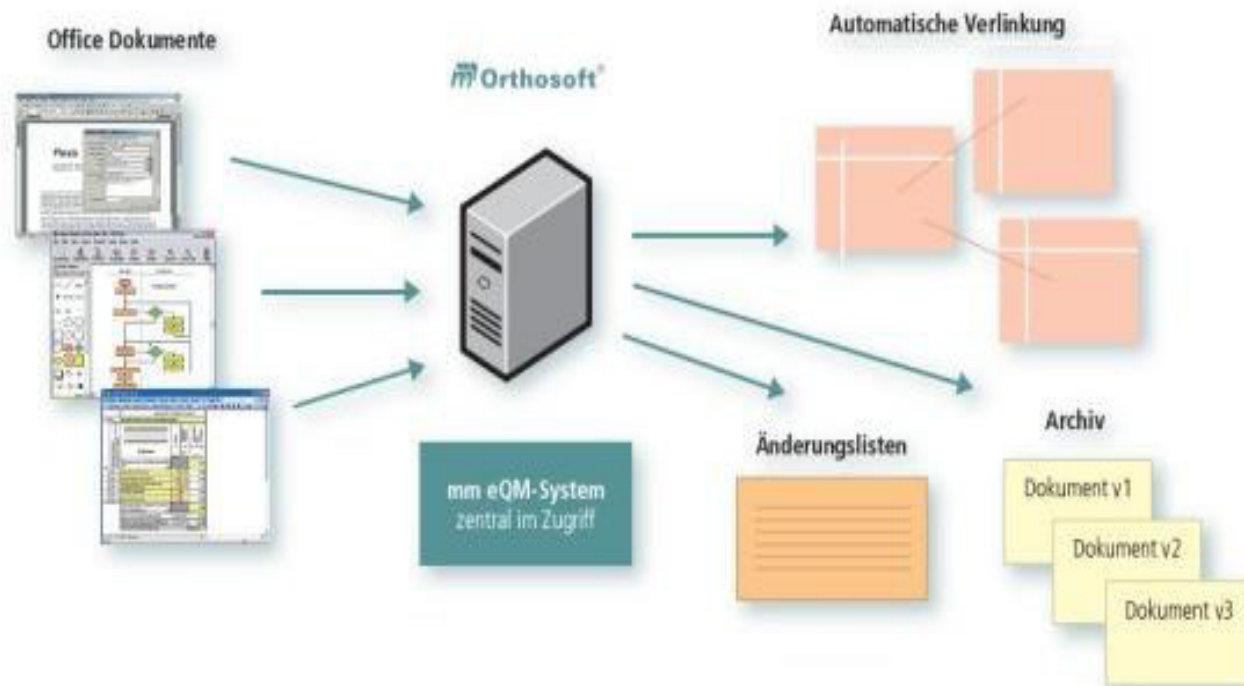 Office Dokumente
mm Orthosoft®
Automatische Verlinkung
mm eQM-System
zentral im Zugriff
Änderungslisten
Archiv
Dokument v1
Dokument v2
Dokument v3